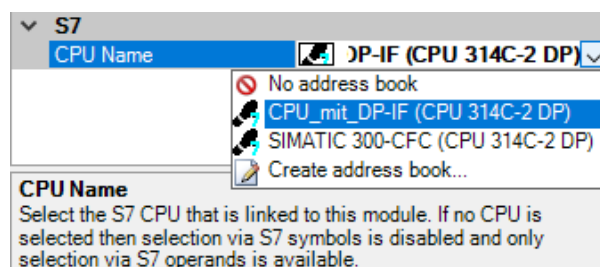 S7
CPU Name
DP-IF (CPU 314C-2 DP)
No address book
CPU_mit_DP-IF (CPU 314C-2 DP)
SIMATIC 300-CFC (CPU 314C-2 DP)
Create address book...
CPU Name
Select the S7 CPU that is linked to this module. If no CPU is
selected then selection via S7 symbols is disabled and only
selection via S7 operands is available.